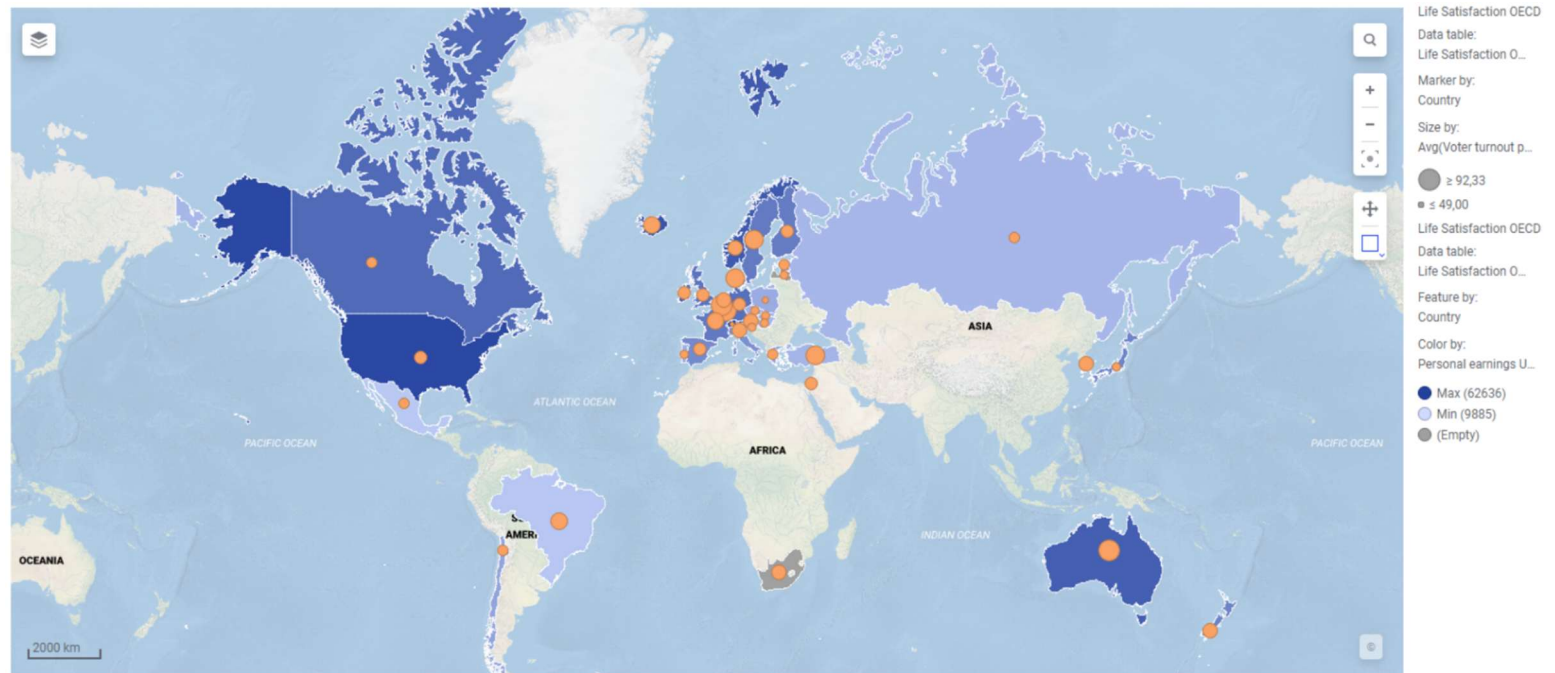 Life Satisfaction OECD
Data table:
Life Satisfaction O...
Marker by:
Country
Size by:
Avg(Voter turnout p...
≥ 92,33
≤ 49,00
Life Satisfaction OECD
Data table:
Life Satisfaction O...
Feature by:
Country
Color by:
Personal earnings U...
Max (62636)
Min (9885)
(Empty)
ASIA
ATLANTIC OCEAN
PACIFIC OCEAN
PACIFIC OCEAN
AFRICA
AMER
INDIAN OCEAN
OCEANIA
2000 km
©